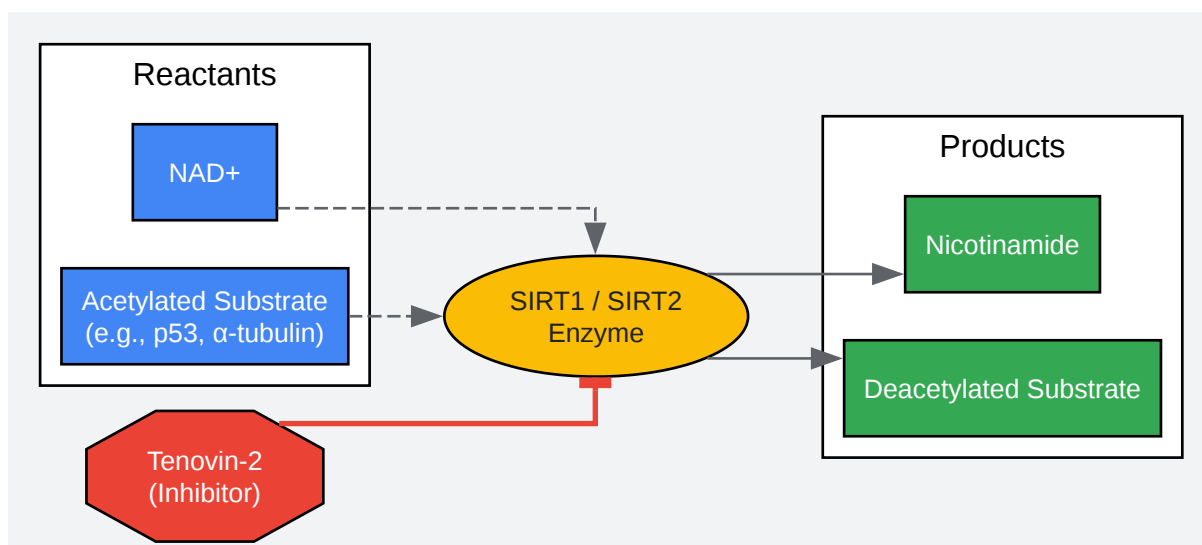 Reactants
NAD+
Acetylated Substrate
(e.g., p53, α-tubulin)
Tenovin-2
(Inhibitor)
SIRT1 / SIRT2
Enzyme
Products
Nicotinamide
Deacetylated Substrate